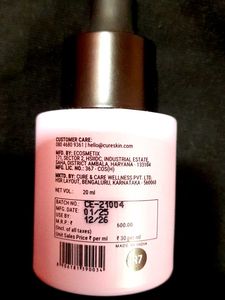 CUSTOMER CARE:
080 4680 9361 | hello@cureskin.com
MFD. BY.: ECOSMETIX
171, SECTOR 2, HSIIDC, INDUSTRIAL ESTATE,
SAHA, DISTRICT AMBALA, HARYANA - 133104
MFG. LIC. NO.: 367 - COS(H)
MKTD. BY.: CURE & CARE WELLNESS PVT. LTD.
HSR LAYOUT, BENGALURU, KARNATAKA - 560068
NET VOL.: 20 ml
BATCH NO.: CE-21004
MFG DATE: 01/25
USE BY 12/26
M.R.P. ₹ 600.00
(Incl. of all taxes)
Unit Sales Price ₹ per ml ₹ 30 per ml
MADE IN INDIA